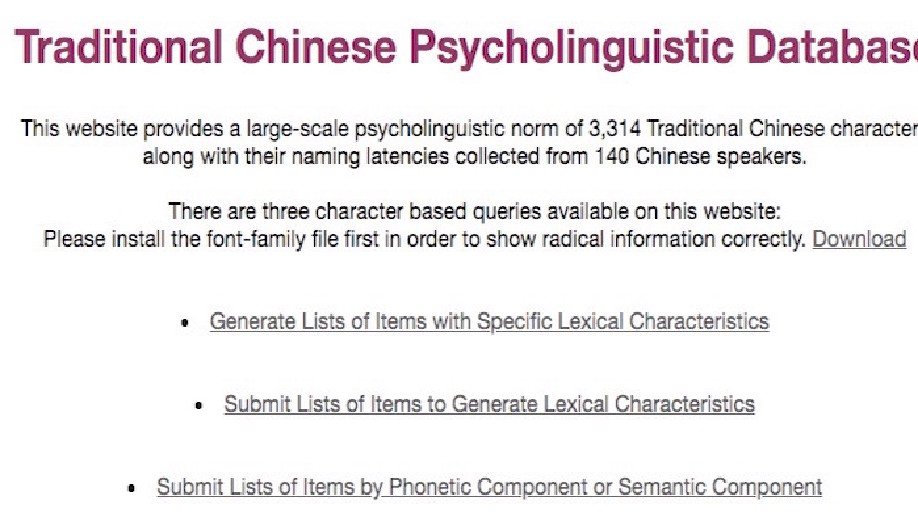 Traditional Chinese Psycholinguistic Databas
This website provides a large-scale psycholinguistic norm of 3,314 Traditional Chinese character
along with their naming latencies collected from 140 Chinese speakers.
There are three character based queries available on this website:
Please install the font-family file first in order to show radical information correctly. Download
• Generate Lists of Items with Specific Lexical Characteristics
• Submit Lists of Items to Generate Lexical Characteristics
• Submit Lists of Items by Phonetic Component or Semantic Component